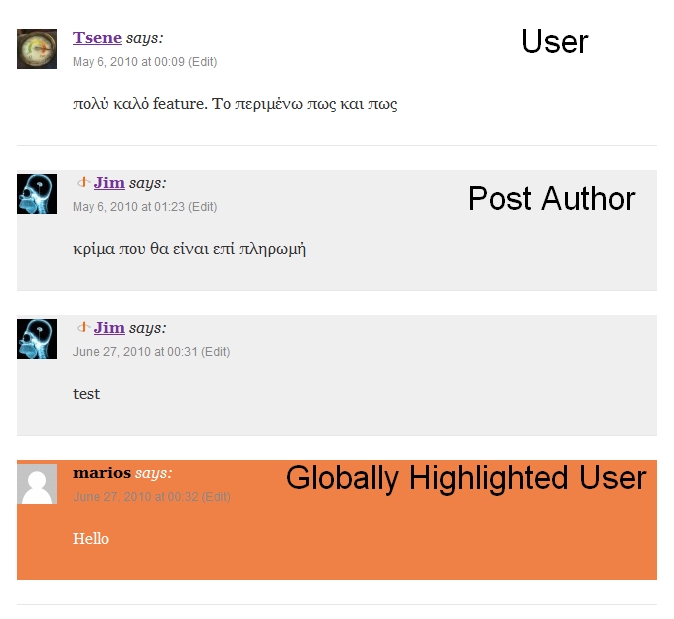 Tsene says:
User
May 6, 2010 at 00:09 (Edit)
πολύ καλό feature. Το περιμένω πως και πως
Jim says:
Post Author
May 6, 2010 at 01:23 (Edit)
κρίμα που θα είναι επί πληρωμή
Jim says:
June 27, 2010 at 00:31 (Edit)
test
marios says:
Globally Highlighted User
June 27, 2010 at 00:32 (Edit)
Hello